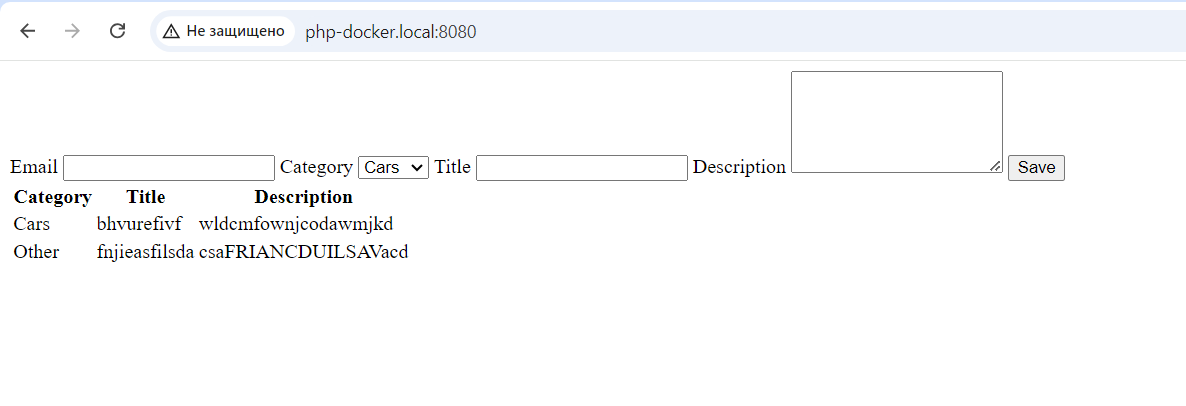 Не защищено php-docker.local:8080
Email Category Cars Title Description Save
Category Title Description
Cars bhvurefivf wldcmfownjcodawmjkd
Other fnjieasfilsda csaFRIANCDUILSAVacd